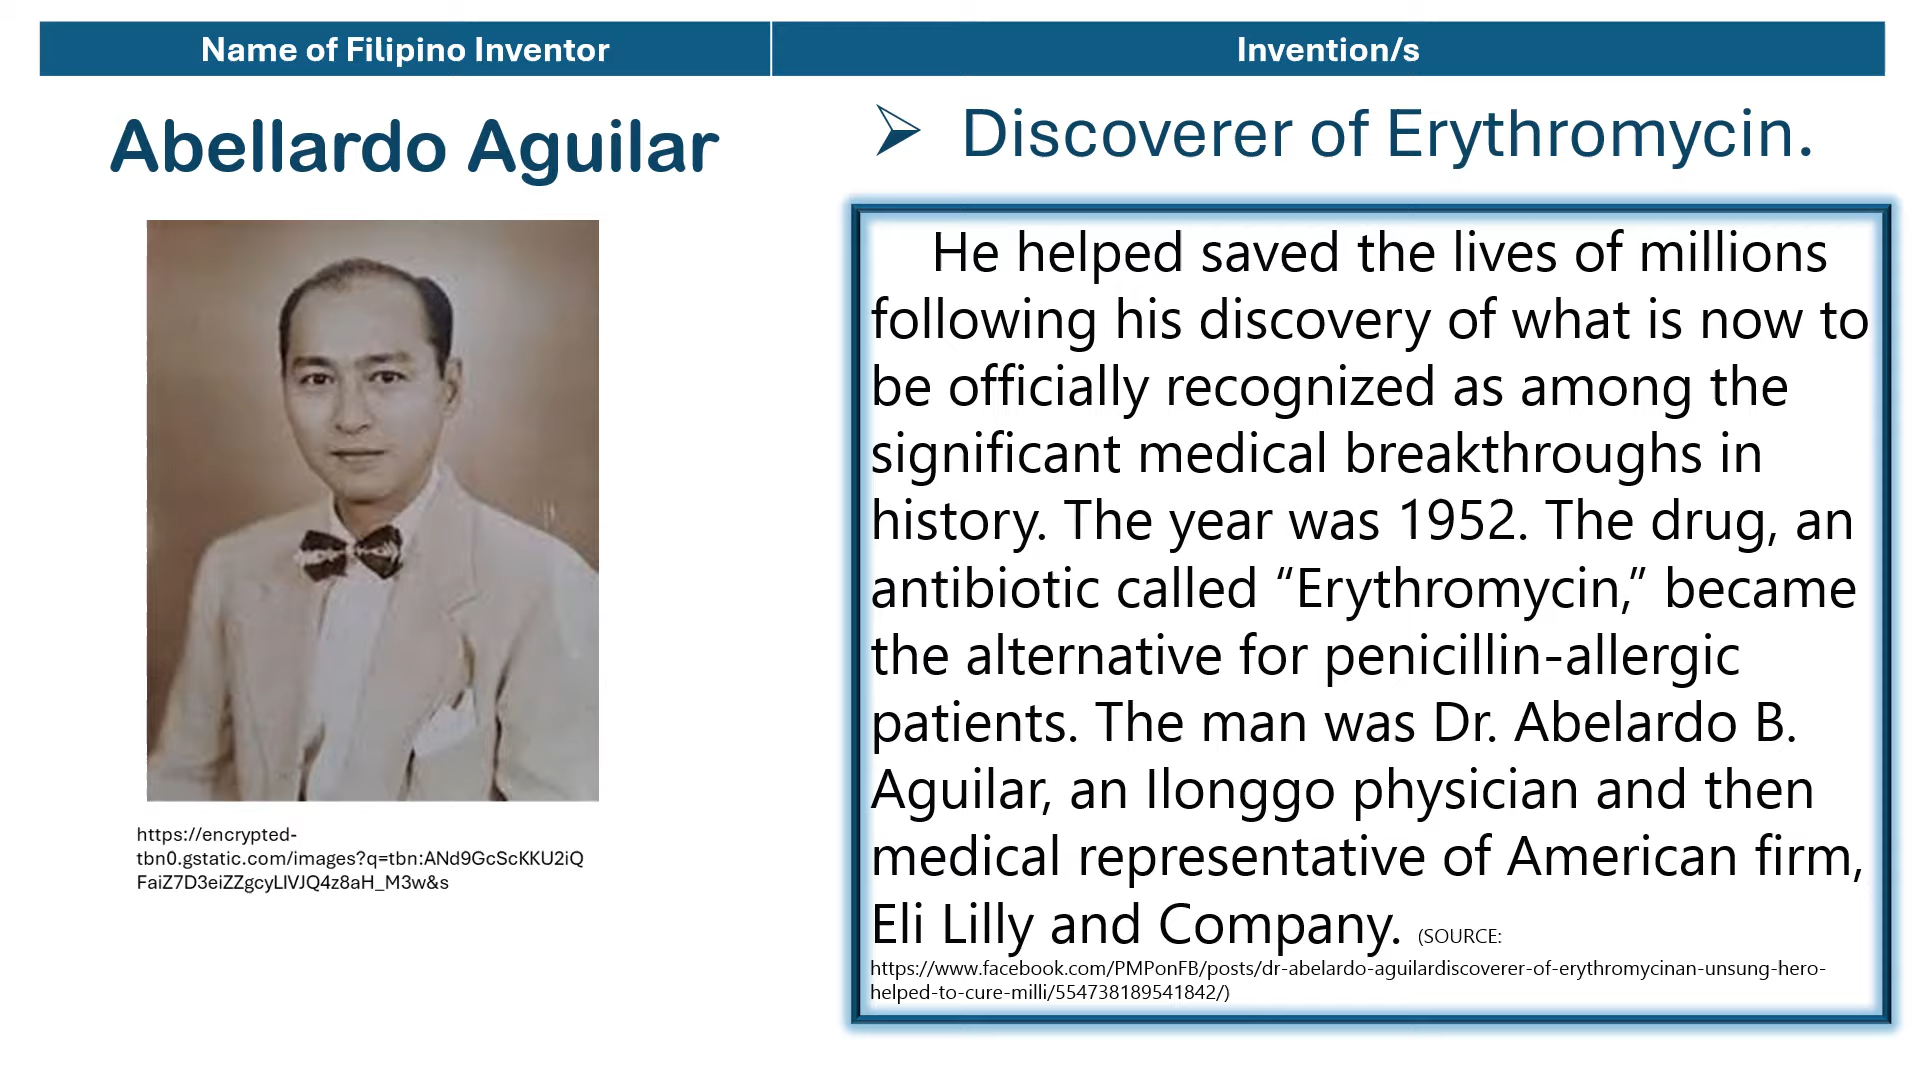 Name of Filipino Inventor
Invention/s
Abellardo Aguilar
➢ Discoverer of Erythromycin.
He helped saved the lives of millions
following his discovery of what is now to
be officially recognized as among the
significant medical breakthroughs in
history. The year was 1952. The drug, an
antibiotic called “Erythromycin,” became
the alternative for penicillin-allergic
patients. The man was Dr. Abelardo B.
Aguilar, an Ilonggo physician and then
medical representative of American firm,
Eli Lilly and Company. (SOURCE:
https://www.facebook.com/PMPonFB/posts/dr-abelardo-aguilardiscoverer-of-erythromycinan-unsung-hero-
helped-to-cure-milli/554738189541842/)
https://encrypted-
tbn0.gstatic.com/images?q=tbn:ANd9GcScKKU2iQ
FaiZ7D3eiZZgcyLIVJQ4z8aH_M3w&s